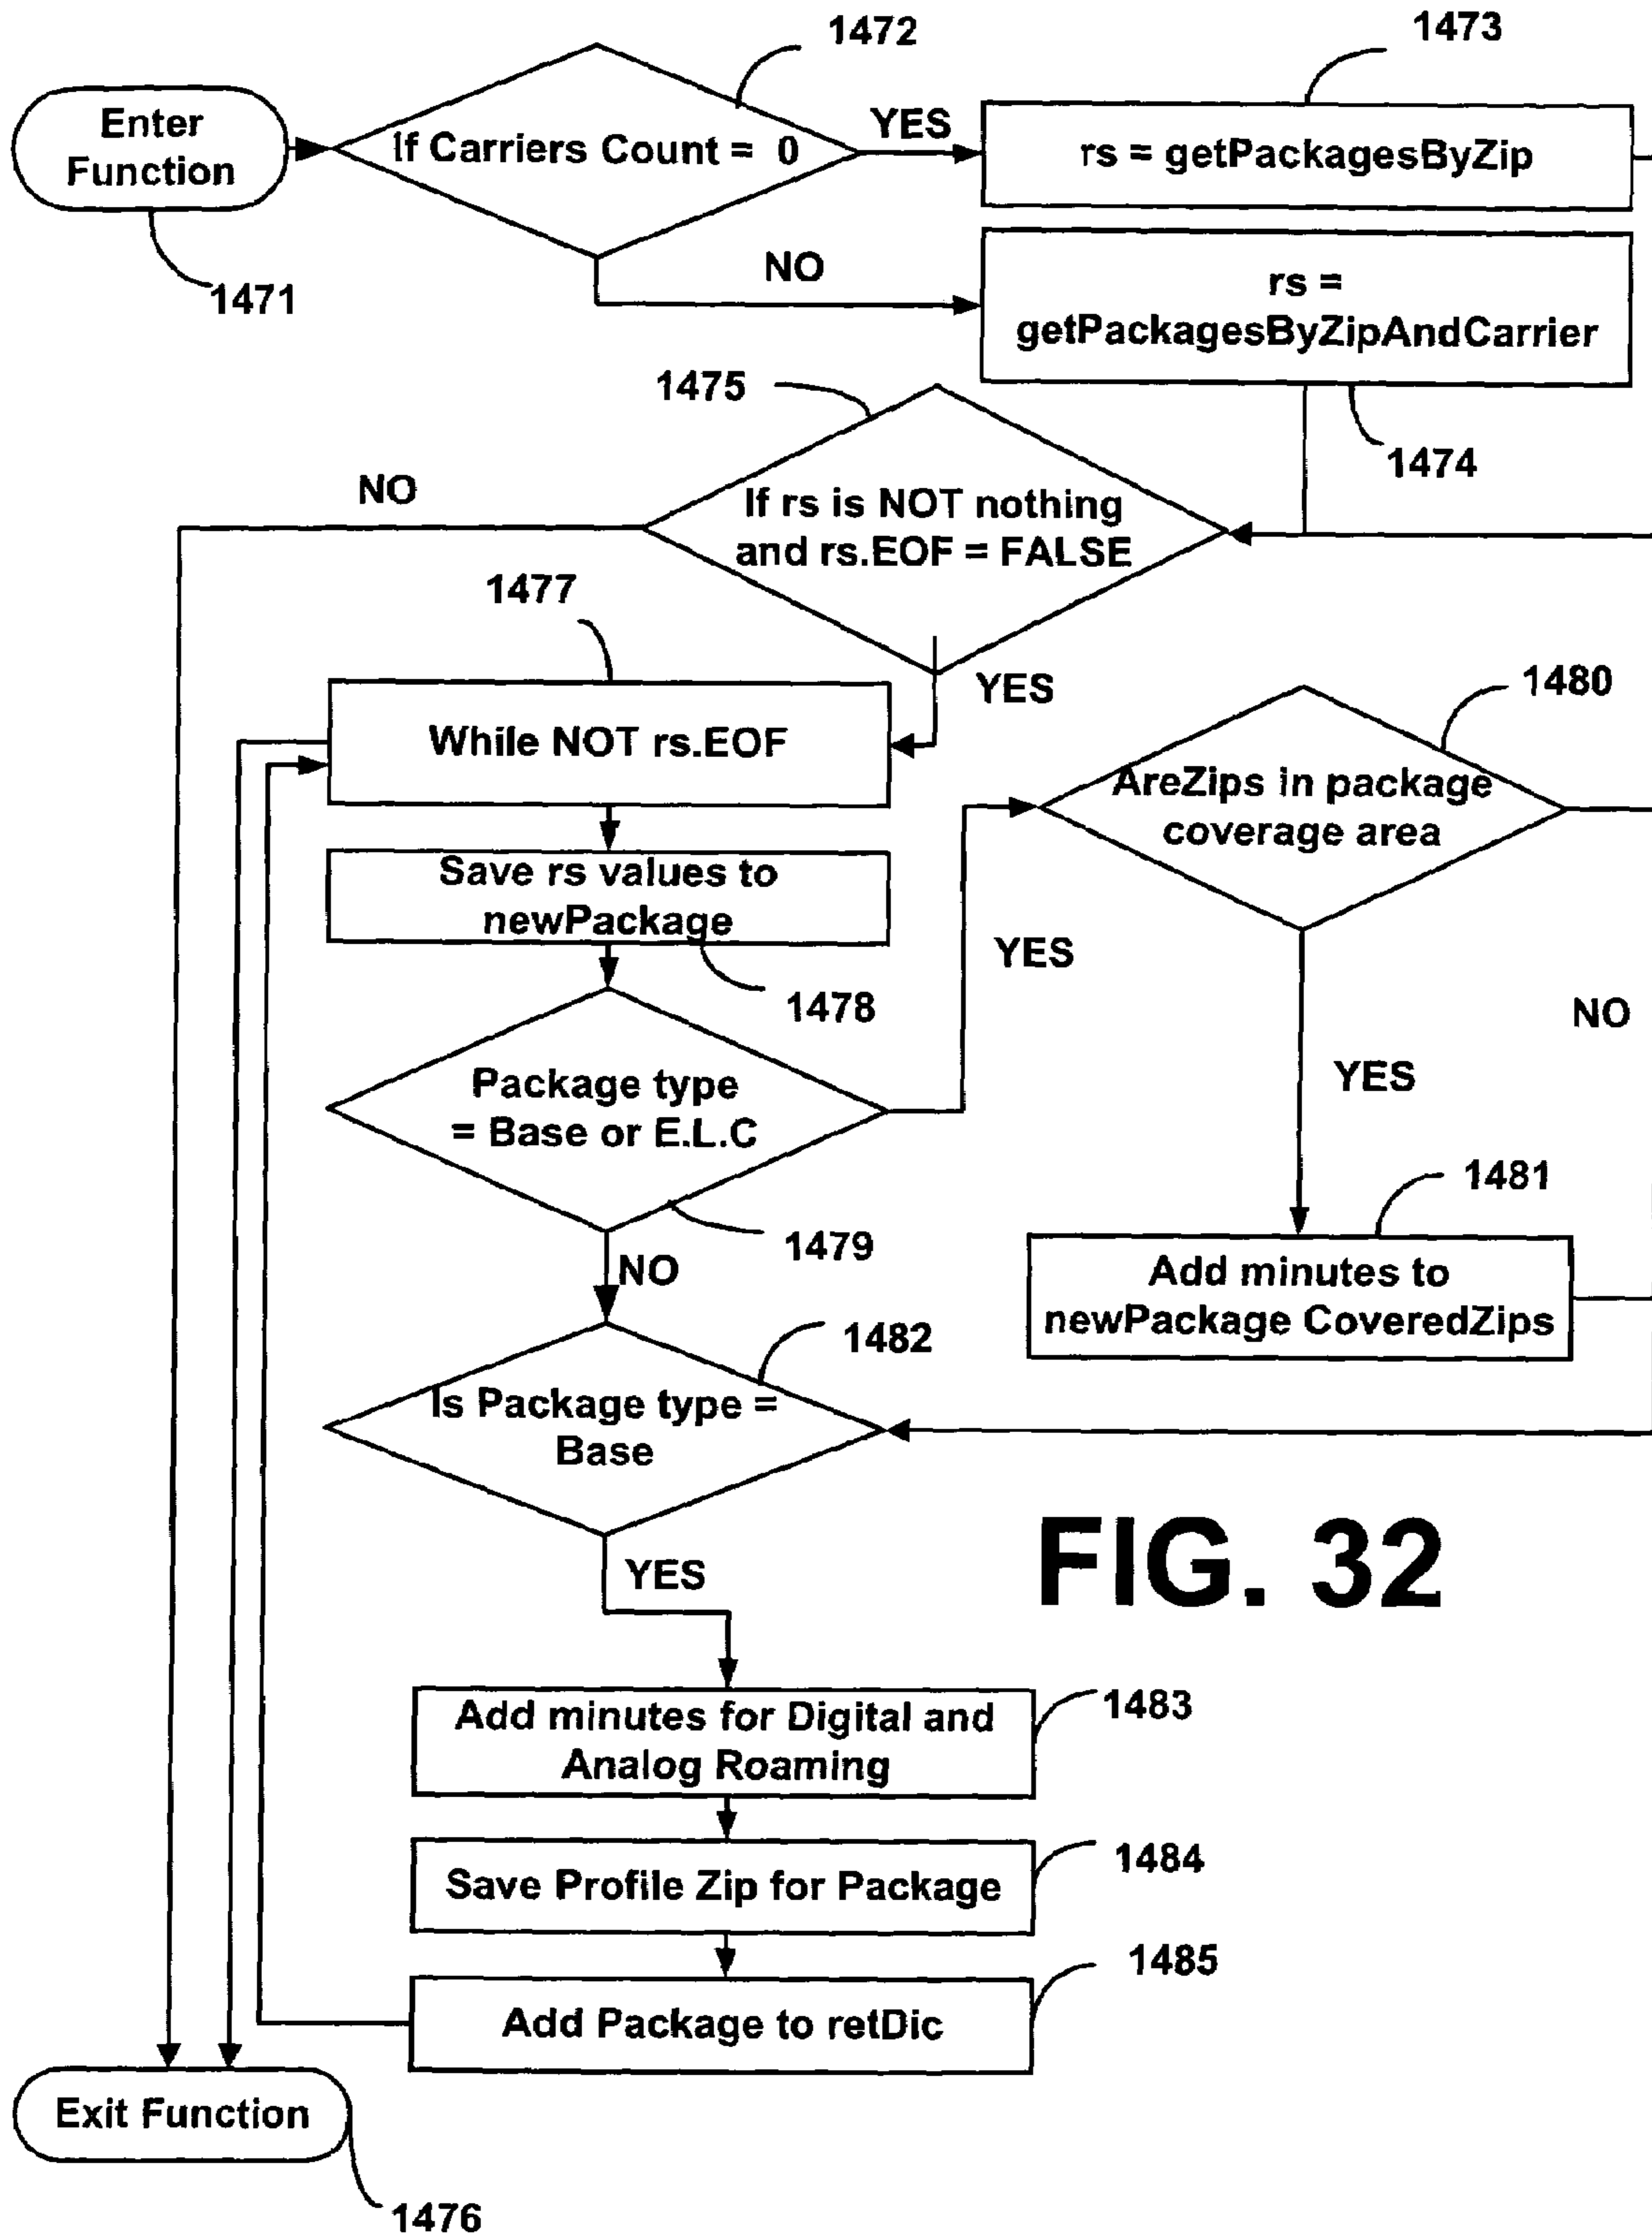 1472
1473
Enter
Function
If Carriers Count = 0
YES
rs = getPackagesByZip
1471
NO
rs =
getPackagesByZipAndCarrier
1475
1474
NO
If rs is NOT nothing
and rs.EOF = FALSE
1477
YES
1480
While NOT rs.EOF
AreZips in package
coverage area
Save rs values to
newPackage
YES
1478
NO
Package type
= Base or E.L.C
YES
1479
NO
1481
Add minutes to
newPackage CoveredZips
1482
Is Package type =
Base
FIG. 32
YES
Add minutes for Digital and
Analog Roaming
1483
Save Profile Zip for Package
1484
Add Package to retDic
1485
Exit Function
1476